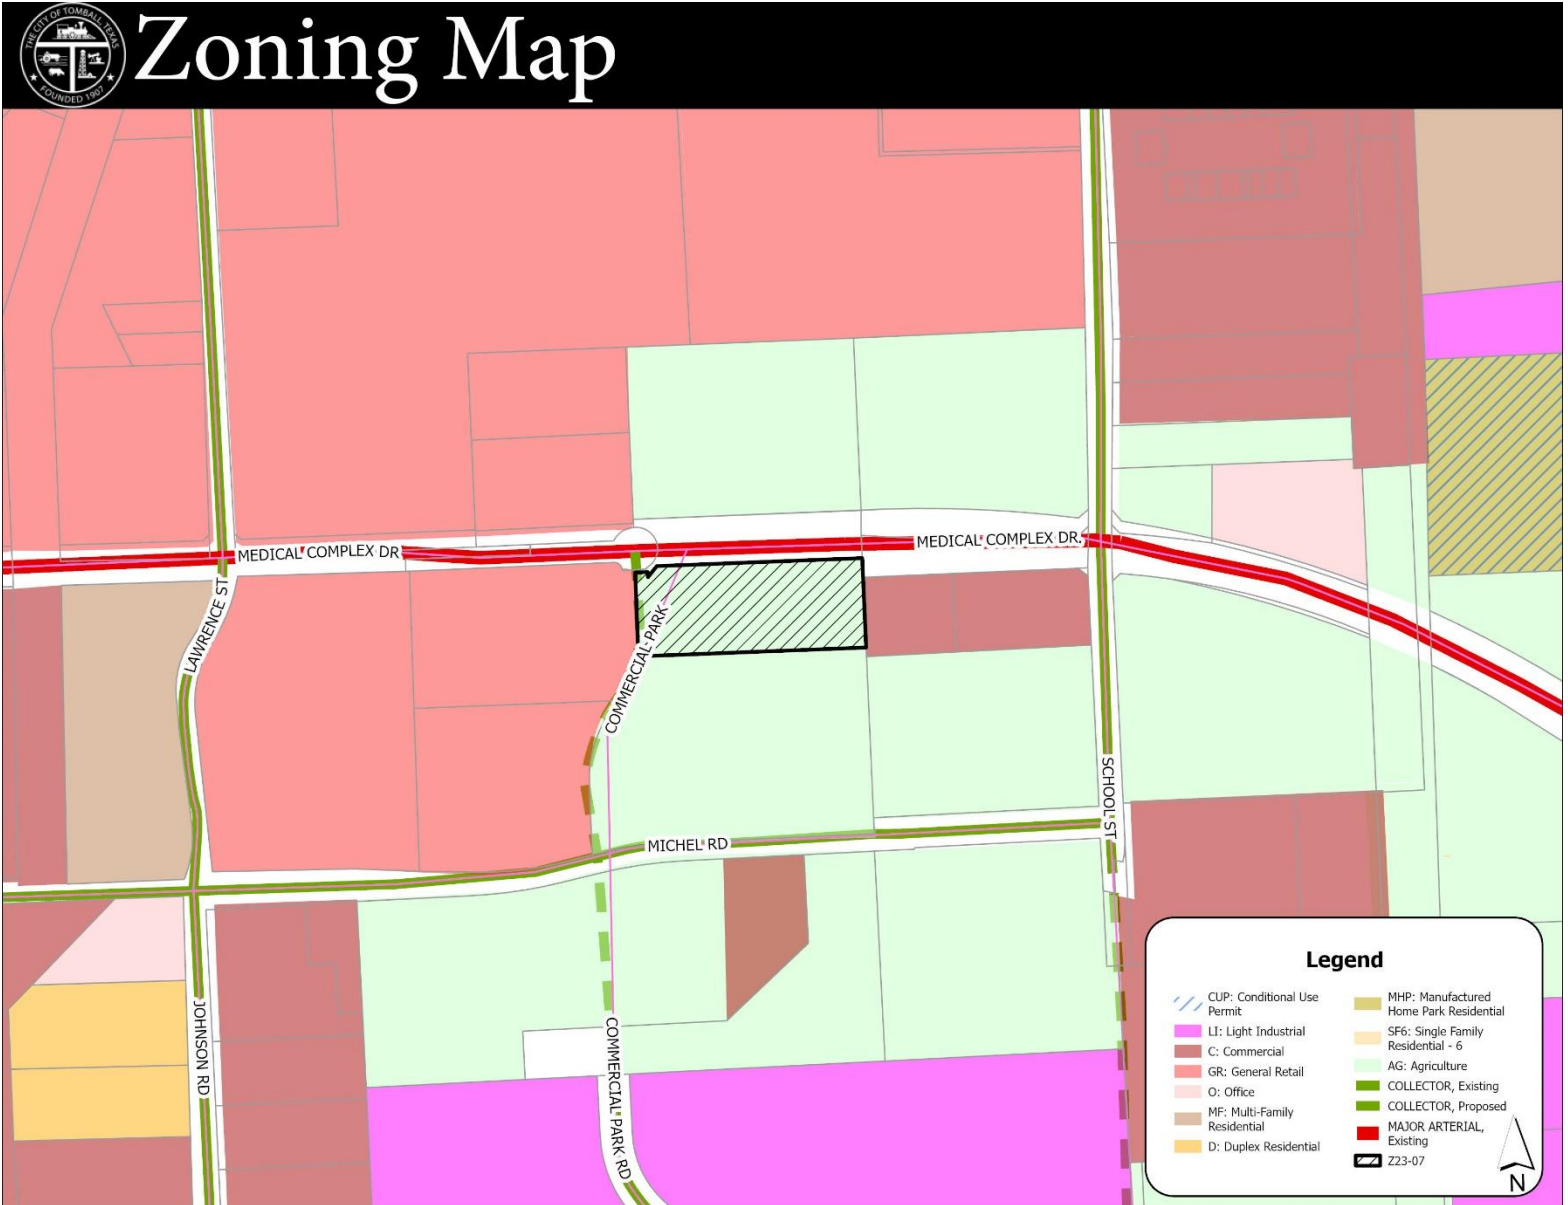 THE CITY OF TOMBALL, TEXAS
FOUNDED 1907
Zoning Map
MEDICAL COMPLEX DR
MEDICAL COMPLEX DR.
LAWRENCE ST
COMMERCIAL PARK
SCHOOL ST
MICHEL RD
JOHNSON RD
COMMERCIAL PARK RD
Legend
CUP: Conditional Use
Permit
LI: Light Industrial
C: Commercial
GR: General Retail
O: Office
MF: Multi-Family
Residential
D: Duplex Residential
MHP: Manufactured
Home Park Residential
SF6: Single Family
Residential - 6
AG: Agriculture
COLLECTOR, Existing
COLLECTOR, Proposed
MAJOR ARTERIAL,
Existing
Z23-07
N